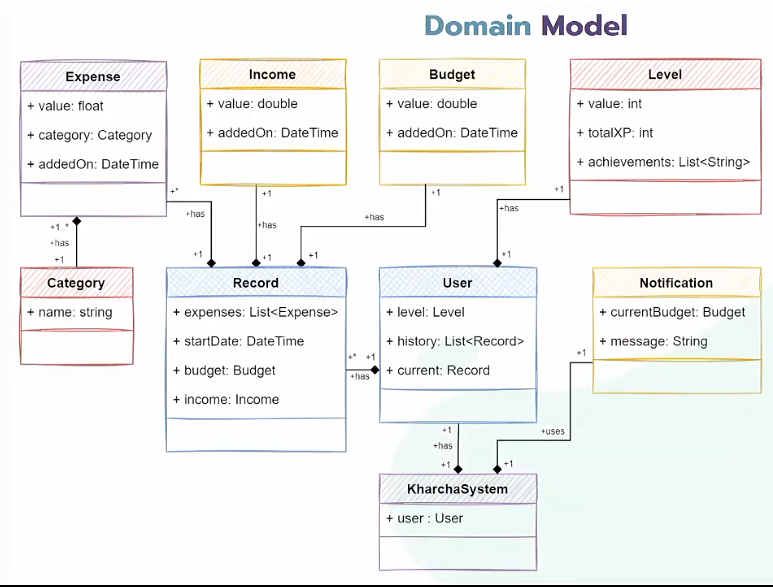 Domain Model
Expense
+ value: float
+ category: Category
+ addedOn: DateTime
Income
+ value: double
+ addedOn: DateTime
Budget
+ value: double
+ addedOn: DateTime
Level
+ value: int
+ totalXP: int
+ achievements: List<String>
+*
+has
+1
+1
+has
+1
+1
+has
+1
+1
+has
+1
+1..*
+has
+1
Category
+ name: string
Record
+ expenses: List<Expense>
+ startDate: DateTime
+ budget: Budget
+ income: Income
User
+ level: Level
+ history: List<Record>
+ current: Record
Notification
+ currentBudget: Budget
+ message: String
+* +1
+has
+1
+uses
+1
+1
+has
+1
KharchaSystem
+ user : User